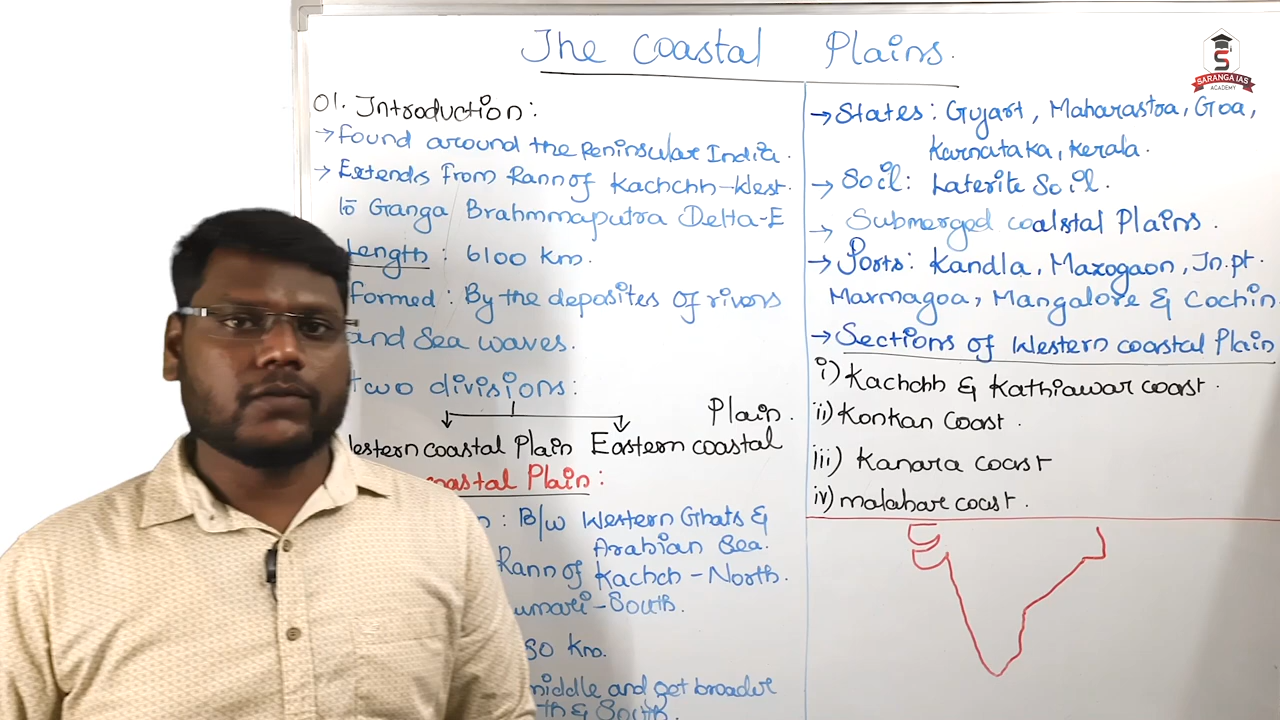 The Coastal Plains.
SARANGA IAS
ACADEMY
01. Introduction:
→ found around the Peninsular India.
→ Extends from Rann of Kachchh-West.
to Ganga Brahmmaputra Delta-E
Length : 6100 km.
formed : By the deposites of rivers
and Sea waves.
two divisions:
Plain.
estern coastal Plain Eastern coastal
oastal Plain:
n : B/w Western Ghats &
Arabian Sea.
Rann of Kachch - North.
umari - South.
50 Km.
middle and get broader
th & South.
→ States: Gujart, Maharastra, Goa,
Karnataka, Kerala.
→ Soil: Laterite Soil.
→ Submerged coalstal Plains.
→ Ports: Kandla, Mazogaon, Jn.pt.
Marmagoa, Mangalore & Cochin
→ Sections of Western coastal Plain
i) Kachchh & Kathiawar coast.
ii) Konkan Coast.
iii) Kanara coast
iv) malabar coast.